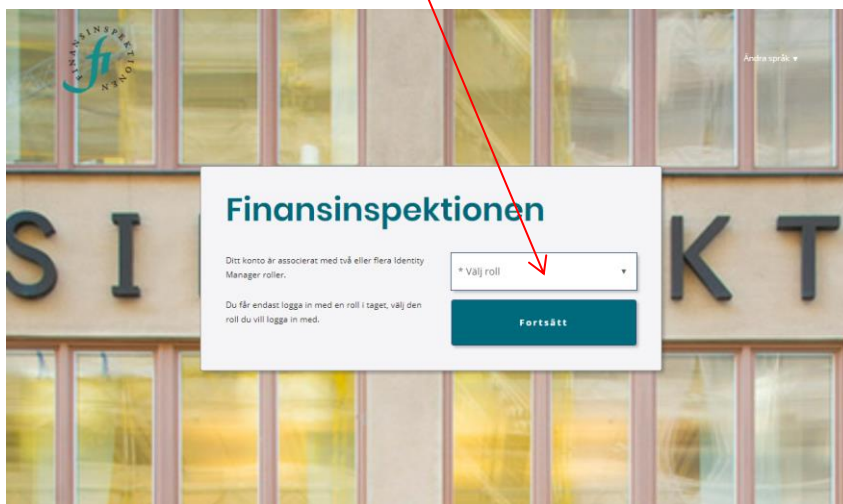 FINANSINSPEKTIONEN
fi
Ändra språk ▾
Finansinspektionen
Ditt konto är associerat med två eller flera Identity
Manager roller.
Du får endast logga in med en roll i taget, välj den
roll du vill logga in med.
* Välj roll ▾
Fortsätt
S I K T